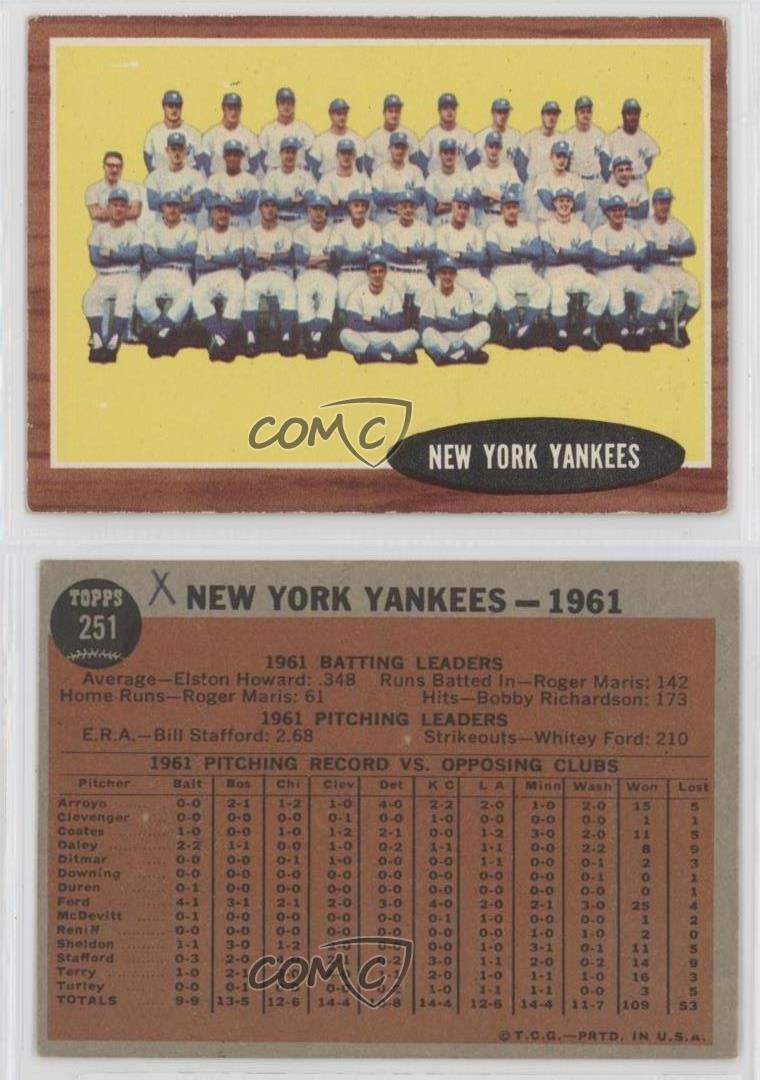 COMC
NEW YORK YANKEES
TOPPS
251
X NEW YORK YANKEES — 1961
1961 BATTING LEADERS
Average—Elston Howard: .348 Runs Batted In—Roger Maris: 142
Home Runs—Roger Maris: 61 Hits—Bobby Richardson: 173
1961 PITCHING LEADERS
E.R.A.—Bill Stafford: 2.68 Strikeouts—Whitey Ford: 210
1961 PITCHING RECORD VS. OPPOSING CLUBS
Pitcher Balt Bos Chi Clev Det K C L A Minn Wash Won Lost
Arroyo 0-0 2-1 1-2 1-0 4-0 2-2 2-0 1-0 2-0 15 5
Clevenger 0-0 0-0 0-0 0-1 0-0 1-0 0-0 0-0 0-0 1 1
Coates 1-0 1-0 1-0 1-2 2-1 0-0 1-2 3-0 2-0 11 5
Daley 2-2 1-1 0-0 1-0 0-2 1-1 1-1 0-0 2-2 8 9
Ditmar 0-0 0-0 0-1 1-0 0-0 0-0 1-1 0-0 0-1 2 3
Downing 0-0 0-0 0-0 0-0 0-0 0-0 0-0 0-0 0-1 0 1
Duren 0-1 0-0 0-0 0-0 0-0 0-0 0-0 0-0 0-0 0 1
Ford 4-1 3-1 2-1 2-0 3-0 4-0 2-0 2-1 3-0 25 4
McDevitt 0-1 0-0 0-0 0-0 0-0 0-1 1-0 0-0 0-0 1 2
Reniff 0-0 0-0 0-0 0-0 0-0 0-0 0-0 1-0 1-0 2 0
Sheldon 1-1 3-0 1-2 2-0 0-0 0-0 1-0 3-1 0-1 11 5
Stafford 0-3 2-0 2-1 3-0 1-1 2-0 1-2 14 9
Terry 1-0 2-1 2-0 1-0 1-1 1-0 16 3
Turley 0-1 0-1 0-0 0-2 1-0 1-1 1-0 0-0 3 5
TOTALS 9-9 13-5 12-6 14-4 14-4 12-6 14-4 11-7 109 53
COMC
©T.C.G.—PRTD. IN U.S.A.